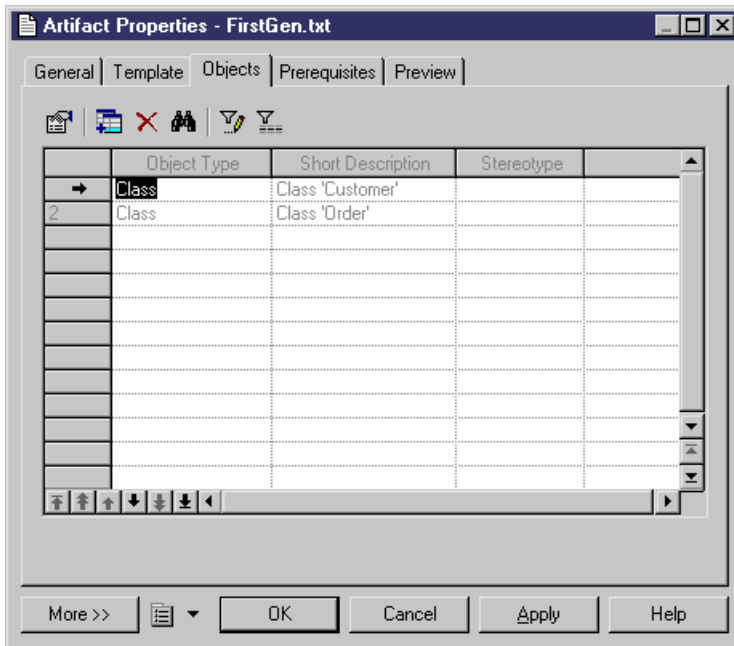 Artifact Properties - FirstGen.txt
General Template Objects Prerequisites Preview
Object Type Short Description Stereotype
Class Class 'Customer'
2 Class Class 'Order'
More >> OK Cancel Apply Help